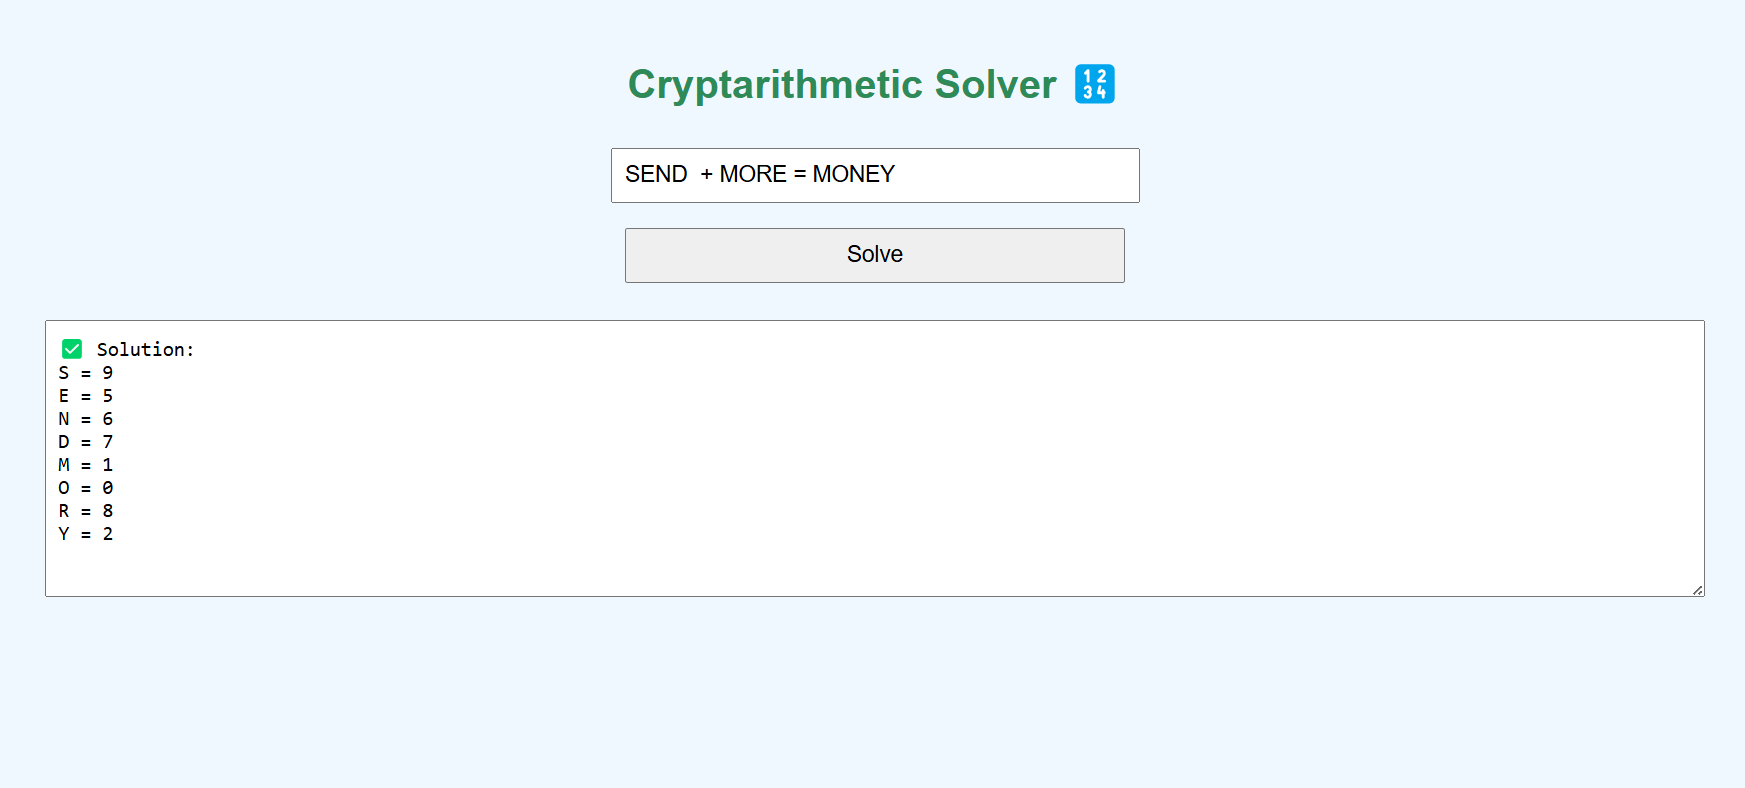 Cryptarithmetic Solver 🔢
SEND  + MORE = MONEY
Solve
✅ Solution:
S = 9
E = 5
N = 6
D = 7
M = 1
O = 0
R = 8
Y = 2